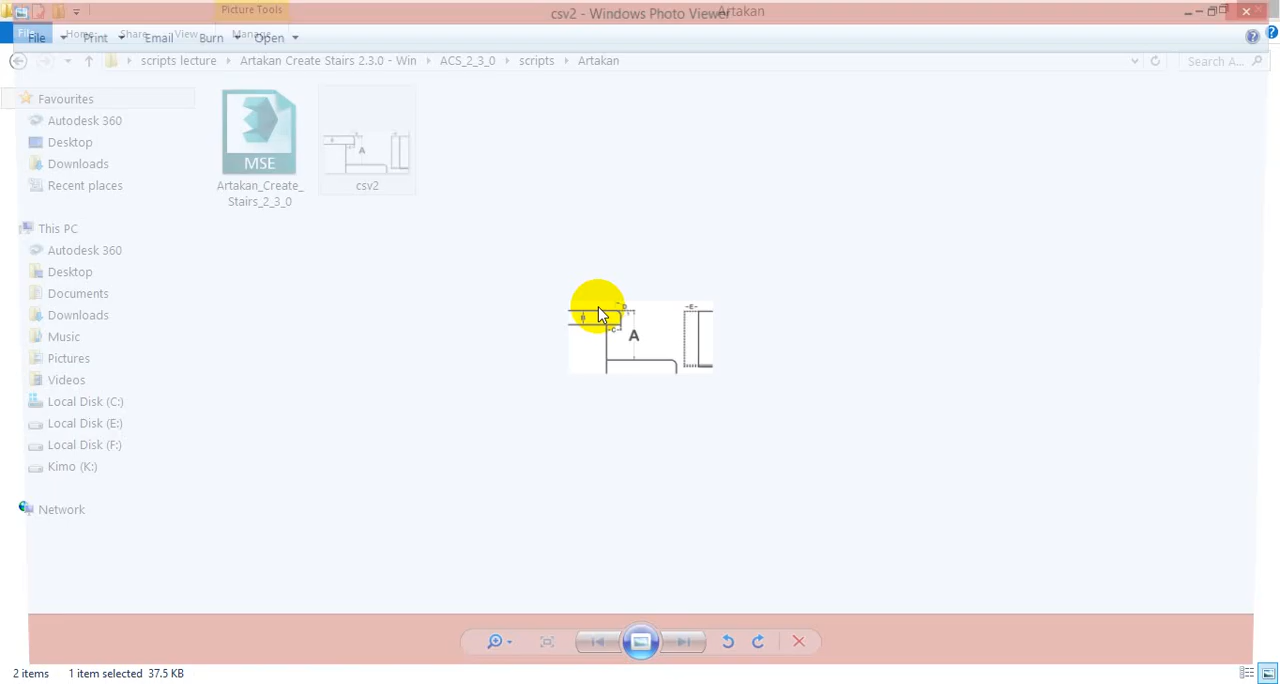 Picture Tools
csv2 - Windows Photo Viewer
Artakan
File Home Share View Manage
File Print Email Burn Open
scripts lecture Artakan Create Stairs 2.3.0 - Win ACS_2_3_0 scripts Artakan
Search A...
Favourites
Autodesk 360
Desktop
Downloads
Recent places
This PC
Autodesk 360
Desktop
Documents
Downloads
Music
Pictures
Videos
Local Disk (C:)
Local Disk (E:)
Local Disk (F:)
Kimo (K:)
Network
MSE
Artakan_Create_
Stairs_2_3_0
A
csv2
D
-E-
B
-C-
A
2 items 1 item selected 37.5 KB